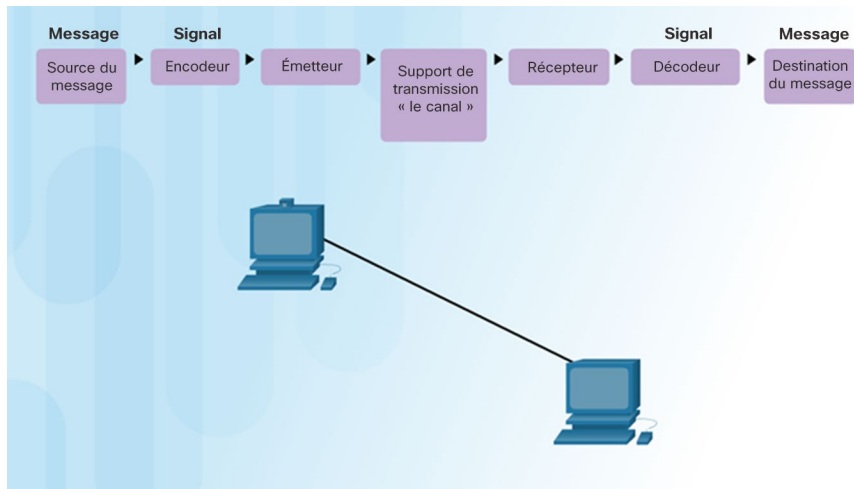 Message
Signal
Signal
Message
Source du
message
Encodeur
Émetteur
Support de
transmission
« le canal »
Récepteur
Décodeur
Destination
du message